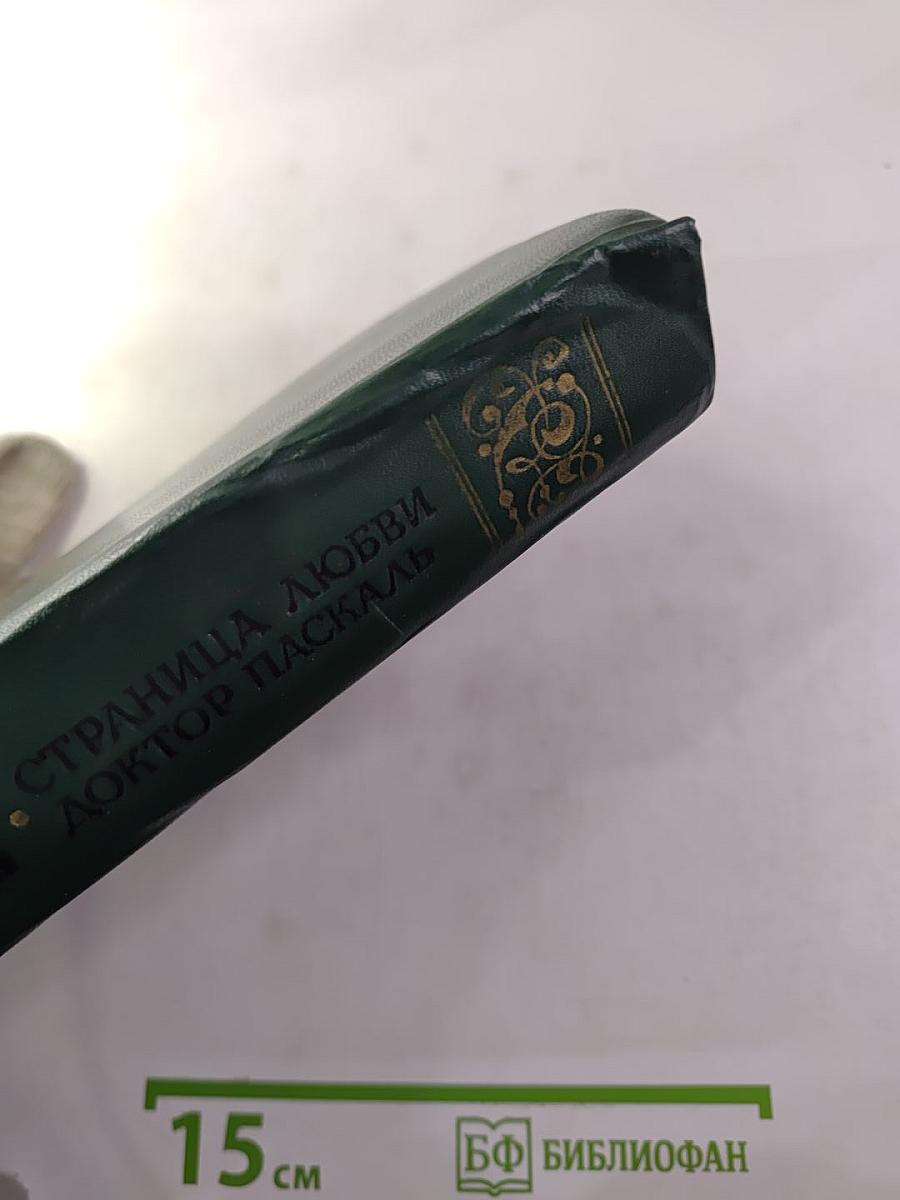 СТРАНИЦА ЛЮБВИ
ДОКТОР ПАСКАЛЬ
15 см
БФ БИБЛИОФАН